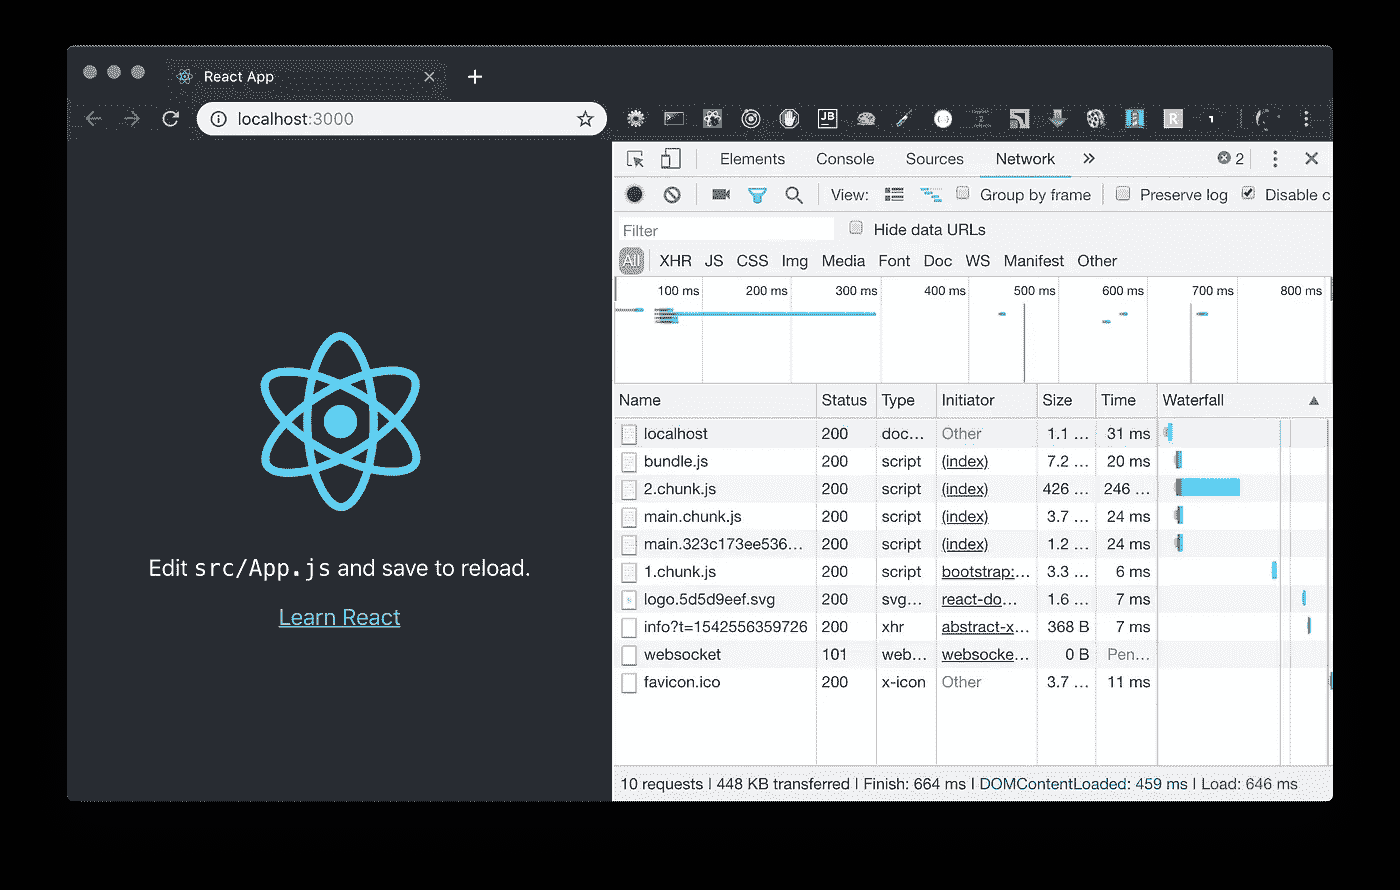 React App
localhost:3000
JB
R
1
Elements Console Sources Network » 2
View: Group by frame Preserve log Disable c
Filter Hide data URLs
All XHR JS CSS Img Media Font Doc WS Manifest Other
100 ms 200 ms 300 ms 400 ms 500 ms 600 ms 700 ms 800 ms
Name Status Type Initiator Size Time Waterfall
localhost 200 doc... Other 1.1 ... 31 ms
bundle.js 200 script (index) 7.2 ... 20 ms
2.chunk.js 200 script (index) 426 ... 246 ...
main.chunk.js 200 script (index) 3.7 ... 24 ms
main.323c173ee536... 200 script (index) 1.2 ... 24 ms
1.chunk.js 200 script bootstrap:... 3.3 ... 6 ms
logo.5d5d9eef.svg 200 svg... react-do... 1.6 ... 7 ms
info?t=1542556359726 200 xhr abstract-x... 368 B 7 ms
websocket 101 web... websocke... 0 B Pen...
favicon.ico 200 x-icon Other 3.7 ... 11 ms
10 requests | 448 KB transferred | Finish: 664 ms | DOMContentLoaded: 459 ms | Load: 646 ms
Edit src/App.js and save to reload.
Learn React